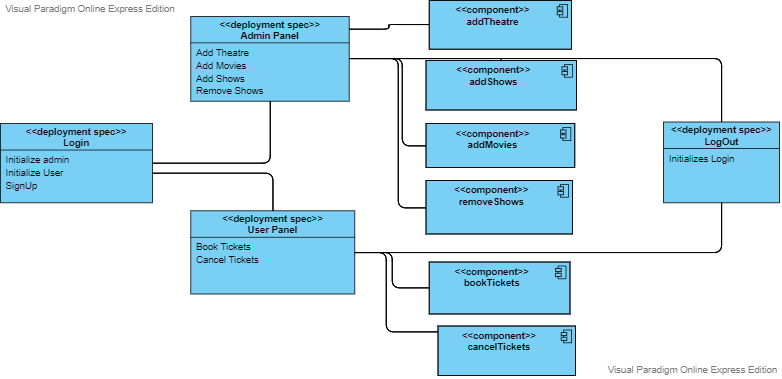 Visual Paradigm Online Express Edition
<<deployment spec>>
Admin Panel
Add Theatre
Add Movies
Add Shows
Remove Shows
<<component>>
addTheatre
<<component>>
addShows
<<deployment spec>>
Login
Initialize admin
Initialize User
SignUp
<<component>>
addMovies
<<deployment spec>>
LogOut
Initializes Login
<<component>>
removeShows
<<deployment spec>>
User Panel
Book Tickets
Cancel Tickets
<<component>>
bookTickets
<<component>>
cancelTickets
Visual Paradigm Online Express Edition